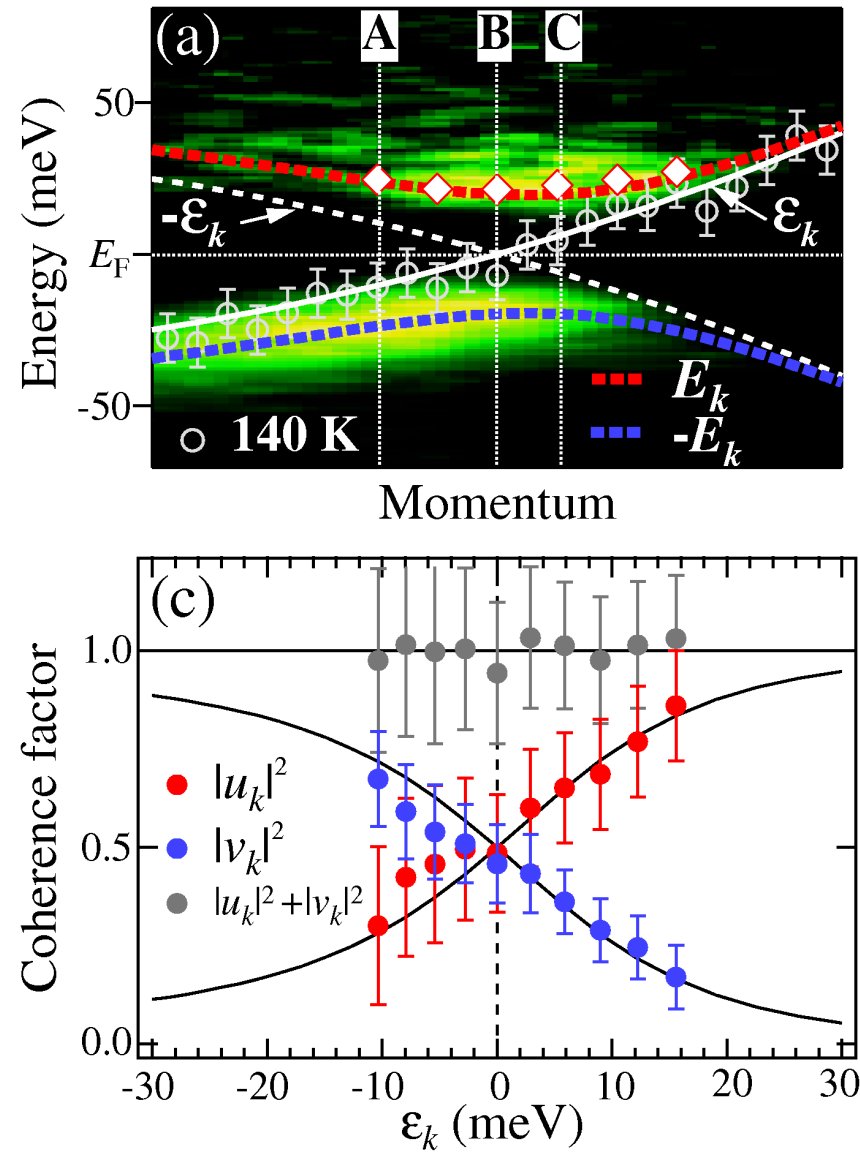 (a)
A B C
50
E_F
-50
Energy (meV)
-ε_k
ε_k
E_k
-E_k
140 K
Momentum
(c)
1.0
0.5
0.0
Coherence factor
|u_k|²
|v_k|²
|u_k|²+|v_k|²
-30 -20 -10 0 10 20 30
ε_k (meV)